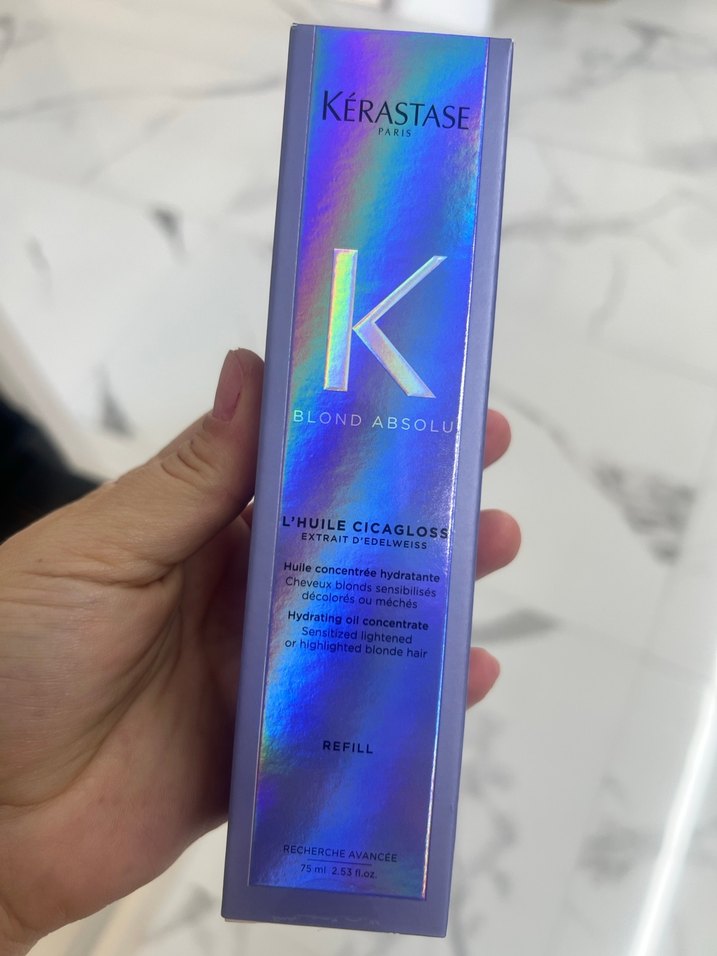 KÉRASTASE
PARIS
K
BLOND ABSOLU
L'HUILE CICAGLOSS
EXTRAIT D'EDELWEISS
Huile concentrée hydratante
Cheveux blonds sensibilisés
décolorés ou méchés
Hydrating oil concentrate
Sensitized lightened
or highlighted blonde hair
REFILL
RECHERCHE AVANCÉE
75 ml 2.53 fl.oz.